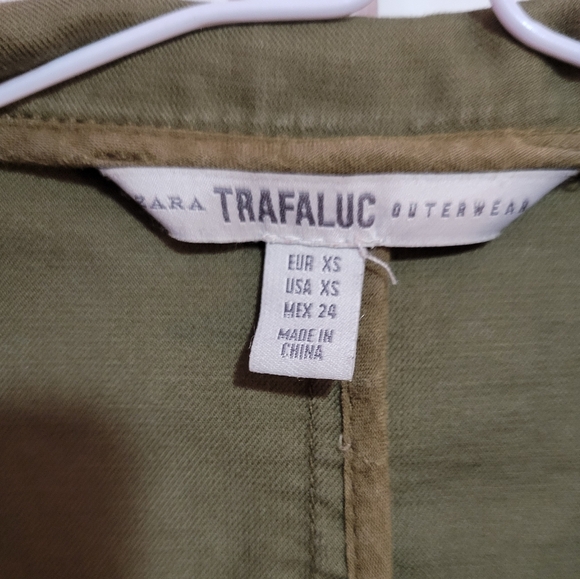 ZARA TRAFALUC OUTERWEAR
EUR XS
USA XS
MEX 24
MADE IN
CHINA